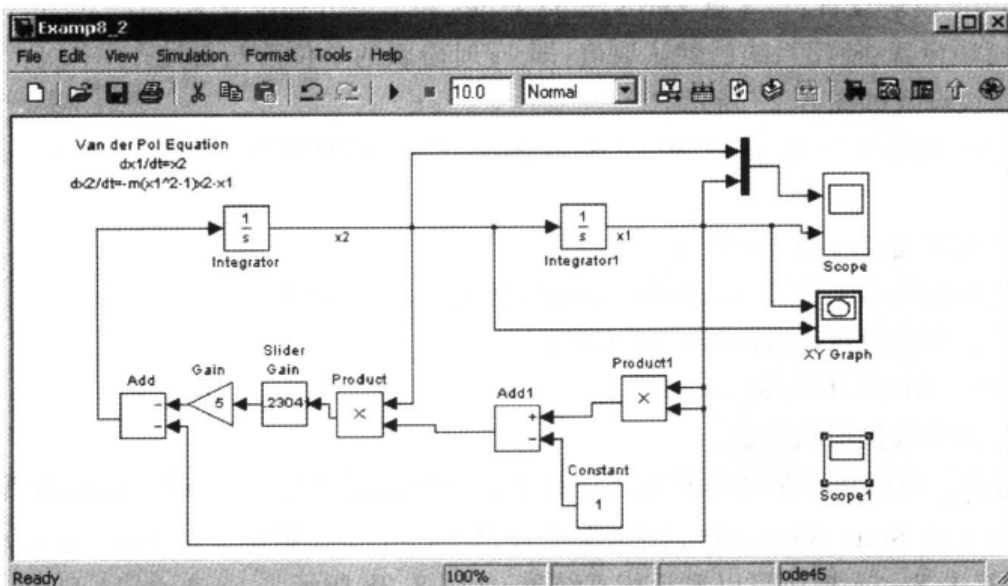 Examp8_2
File Edit View Simulation Format Tools Help
10.0 Normal
Van der Pol Equation
dx1/dt=x2
dx2/dt=-m(x1^2-1)x2-x1
1
s
x2
Integrator
1
s
x1
Integrator1
Scope
XY Graph
Add
Gain
5
Slider
Gain
.2304
Product
×
Add1
+
−
Product1
×
−
−
Constant
1
Scope1
Ready 100% ode45